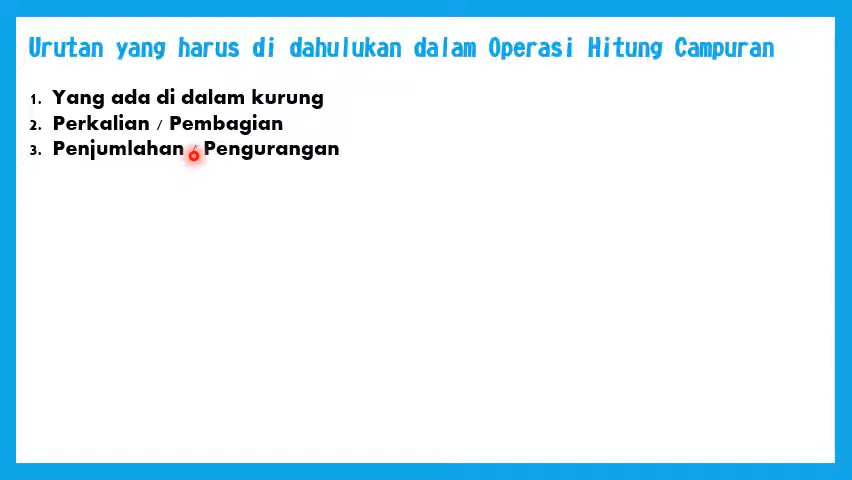 Urutan yang harus di dahulukan dalam Operasi Hitung Campuran
1. Yang ada di dalam kurung
2. Perkalian / Pembagian
3. Penjumlahan / Pengurangan